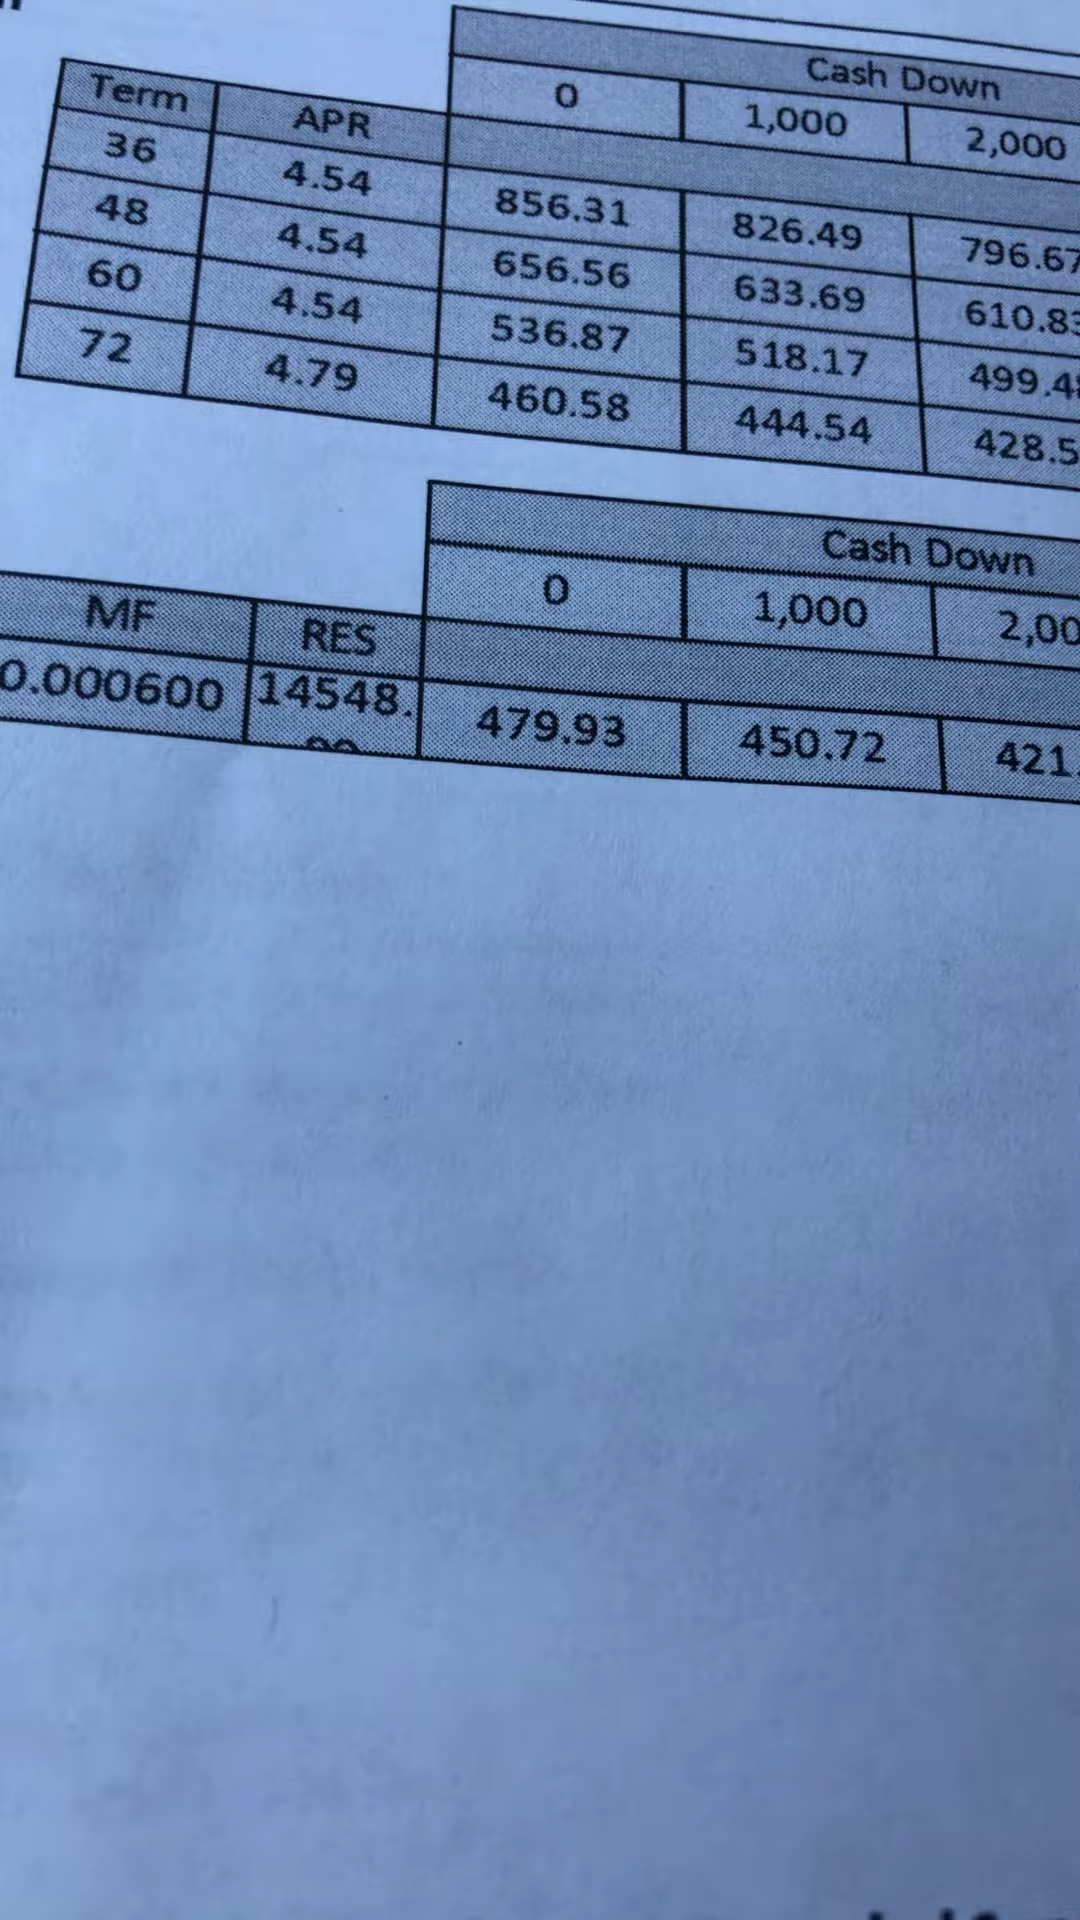 Cash Down
Term APR 0 1,000 2,000
36 4.54 856.31 826.49 796.67
48 4.54 656.56 633.69 610.83
60 4.54 536.87 518.17 499.4
72 4.79 460.58 444.54 428.5
Cash Down
MF RES 0 1,000 2,00
0.000600 14548. 479.93 450.72 421.